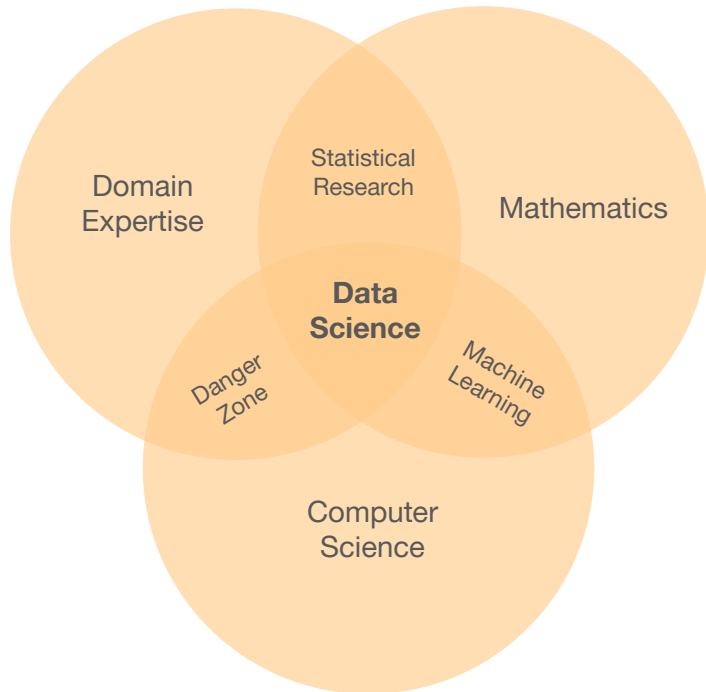 Statistical
Research
Domain
Expertise
Mathematics
Data
Science
Danger
Zone
Machine
Learning
Computer
Science